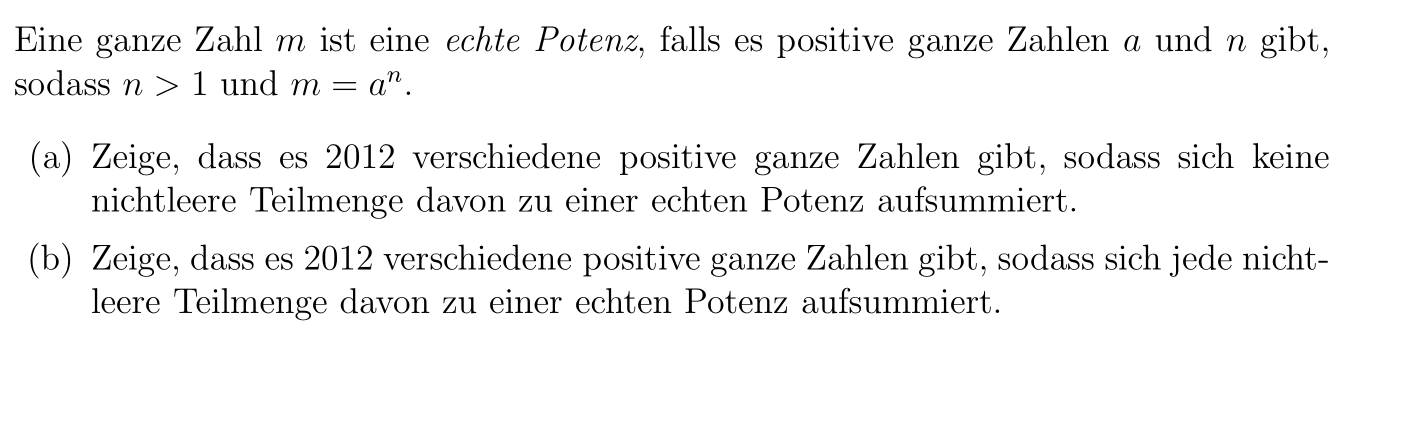 Eine ganze Zahl m ist eine echte Potenz, falls es positive ganze Zahlen a und n gibt,
sodass n > 1 und m = aⁿ.
(a) Zeige, dass es 2012 verschiedene positive ganze Zahlen gibt, sodass sich keine
nichtleere Teilmenge davon zu einer echten Potenz aufsummiert.
(b) Zeige, dass es 2012 verschiedene positive ganze Zahlen gibt, sodass sich jede nicht-
leere Teilmenge davon zu einer echten Potenz aufsummiert.